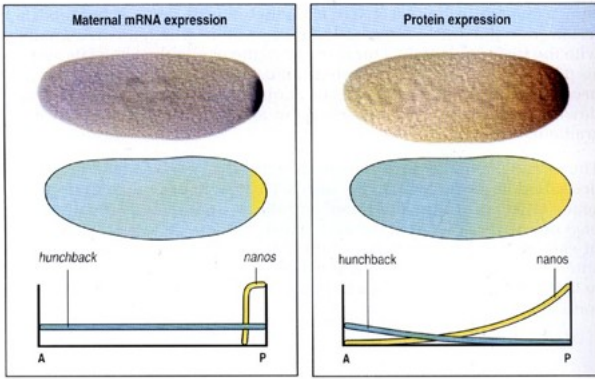 Maternal mRNA expression
hunchback
nanos
A
P
Protein expression
hunchback
nanos
A
P